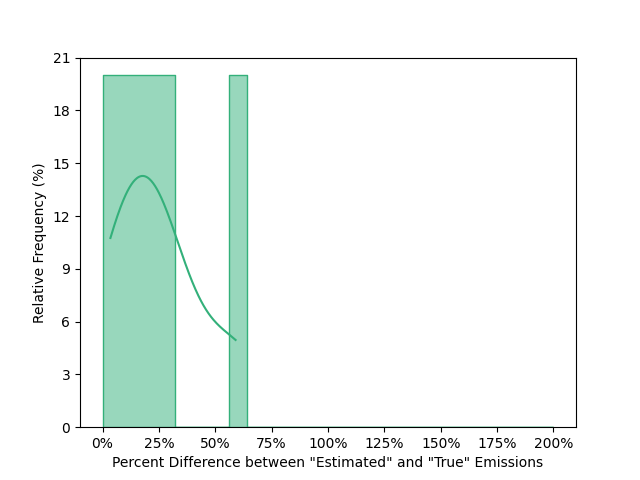 21
18
15
12
9
6
3
0
Relative Frequency (%)
0% 25% 50% 75% 100% 125% 150% 175% 200%
Percent Difference between "Estimated" and "True" Emissions